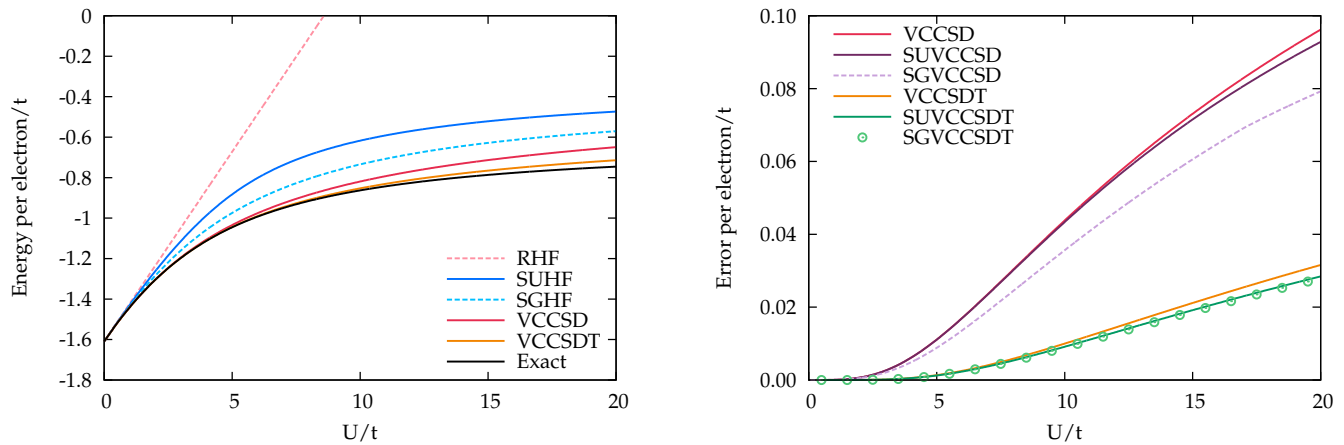 0
-0.2
-0.4
-0.6
-0.8
-1
-1.2
-1.4
-1.6
-1.8
Energy per electron/t
0 5 10 15 20
U/t
RHF
SUHF
SGHF
VCCSD
VCCSDT
Exact
0.10
0.08
0.06
0.04
0.02
0.00
Error per electron/t
0 5 10 15 20
U/t
VCCSD
SUVCCSD
SGVCCSD
VCCSDT
SUVCCSDT
SGVCCSDT